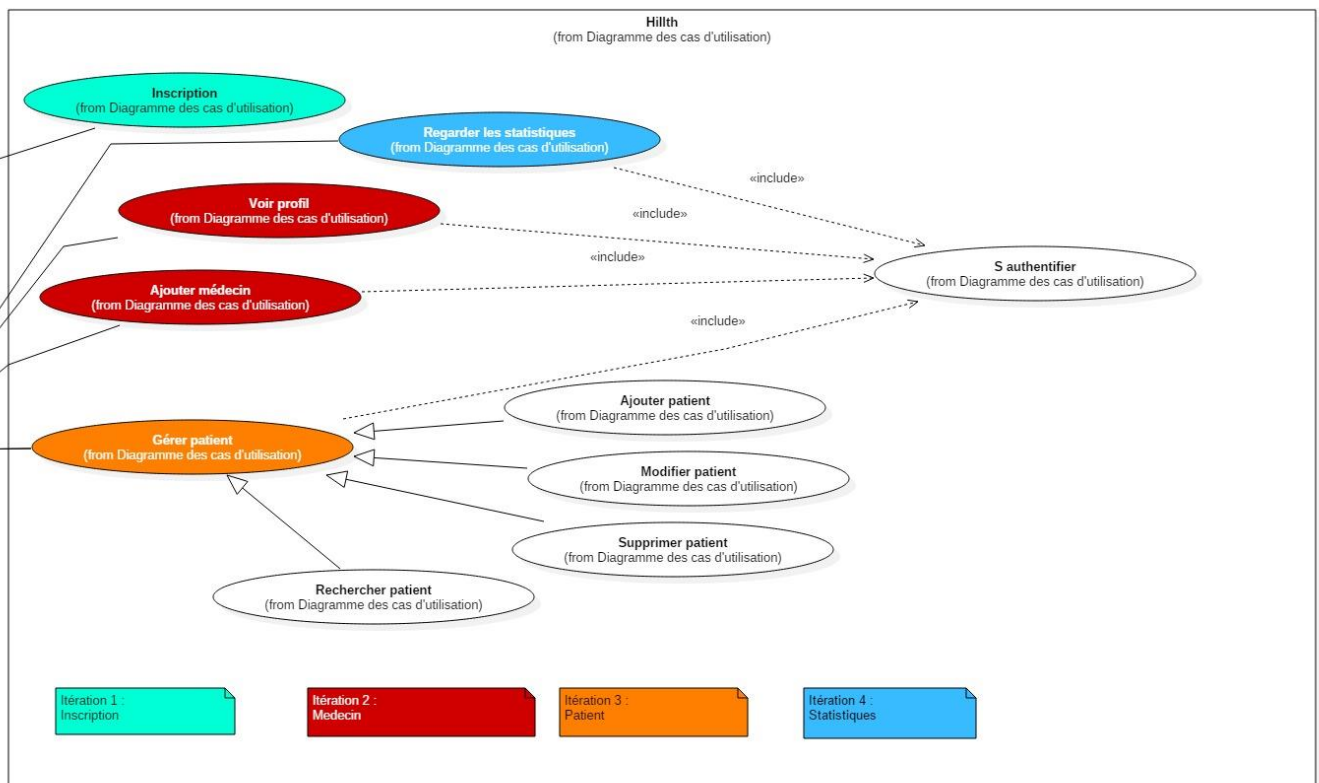 Hillth
(from Diagramme des cas d'utilisation)
Inscription
(from Diagramme des cas d'utilisation)
Regarder les statistiques
(from Diagramme des cas d'utilisation)
«include»
Voir profil
(from Diagramme des cas d'utilisation)
«include»
Ajouter médecin
(from Diagramme des cas d'utilisation)
«include»
S authentifier
(from Diagramme des cas d'utilisation)
«include»
Gérer patient
(from Diagramme des cas d'utilisation)
Ajouter patient
(from Diagramme des cas d'utilisation)
Modifier patient
(from Diagramme des cas d'utilisation)
Supprimer patient
(from Diagramme des cas d'utilisation)
Rechercher patient
(from Diagramme des cas d'utilisation)
Itération 1 :
Inscription
Itération 2 :
Medecin
Itération 3 :
Patient
Itération 4 :
Statistiques